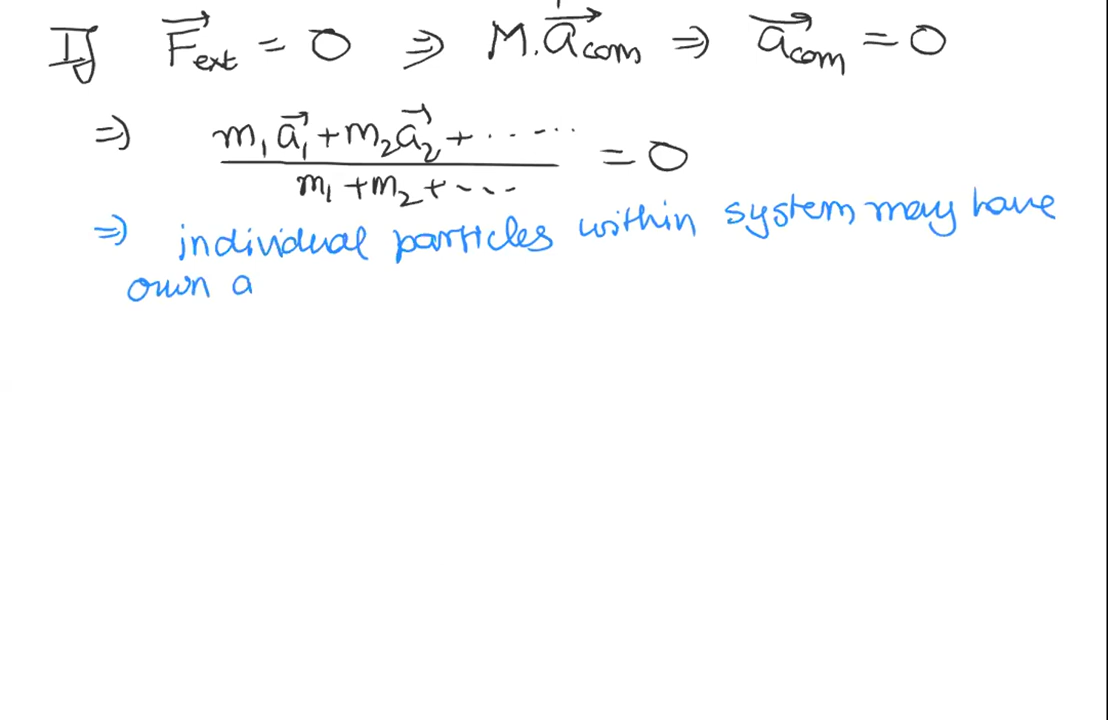 If F⃗ext = 0 ⇒ M.a⃗com ⇒ a⃗com = 0
⇒ (m₁a⃗₁ + m₂a⃗₂ + ......) / (m₁ + m₂ + ...) = 0
⇒ individual particles within system may have
own a